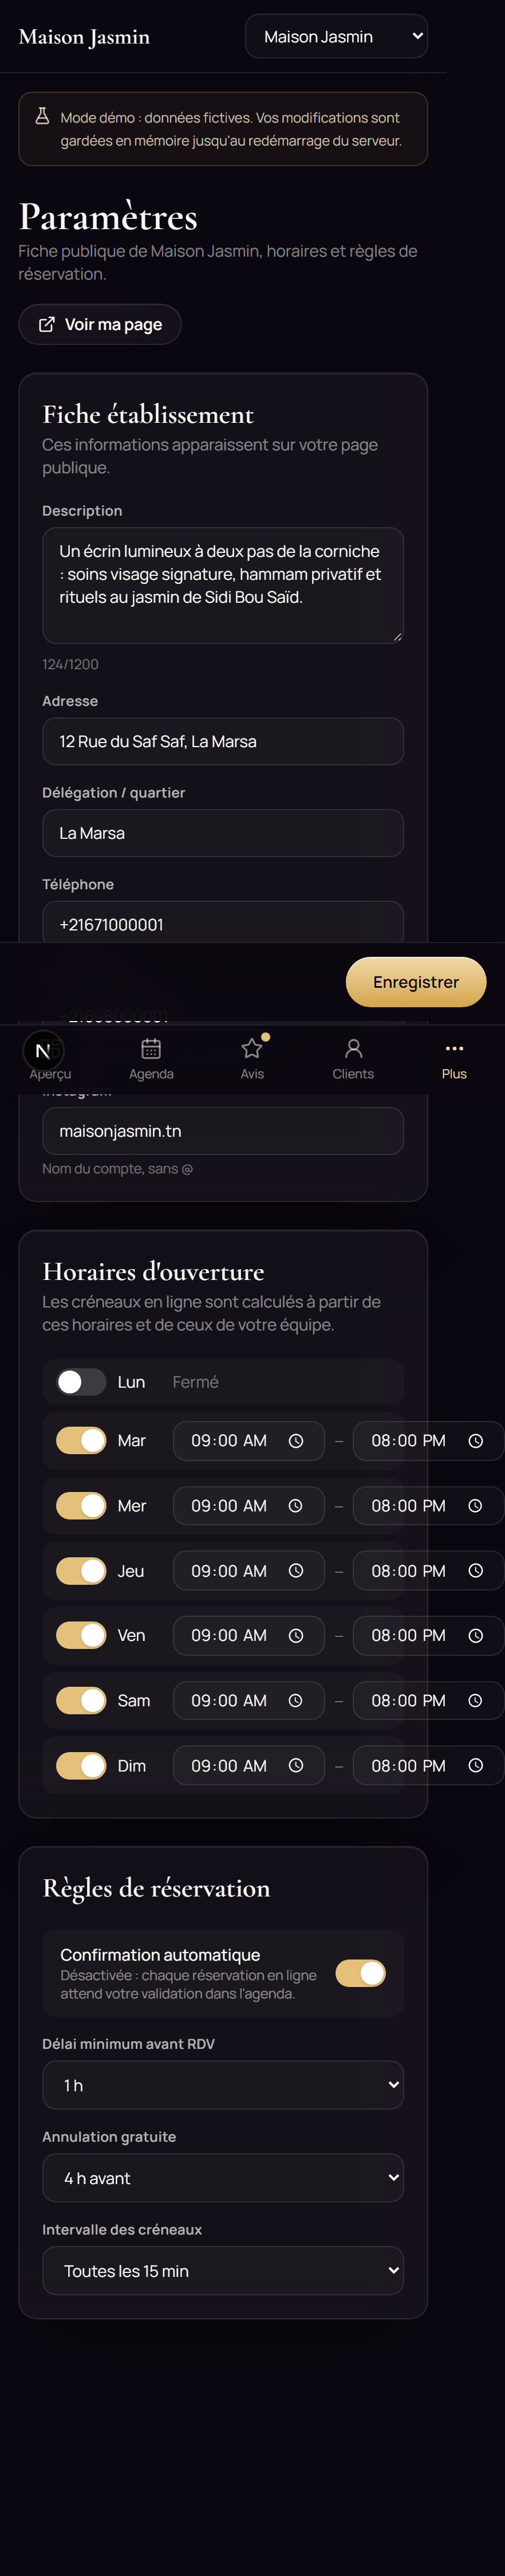 Maison Jasmin
Maison Jasmin
Mode démo : données fictives. Vos modifications sont
gardées en mémoire jusqu'au redémarrage du serveur.
Paramètres
Fiche publique de Maison Jasmin, horaires et règles de
réservation.
Voir ma page
Fiche établissement
Ces informations apparaissent sur votre page
publique.
Description
Un écrin lumineux à deux pas de la corniche
: soins visage signature, hammam privatif et
rituels au jasmin de Sidi Bou Saïd.
124/1200
Adresse
12 Rue du Saf Saf, La Marsa
Délégation / quartier
La Marsa
Téléphone
+21671000001
Enregistrer
+21698000001
N
Aperçu
Agenda
Avis
Clients
Plus
Instagram
maisonjasmin.tn
Nom du compte, sans @
Horaires d'ouverture
Les créneaux en ligne sont calculés à partir de
ces horaires et de ceux de votre équipe.
Lun Fermé
Mar 09:00 AM – 08:00 PM
Mer 09:00 AM – 08:00 PM
Jeu 09:00 AM – 08:00 PM
Ven 09:00 AM – 08:00 PM
Sam 09:00 AM – 08:00 PM
Dim 09:00 AM – 08:00 PM
Règles de réservation
Confirmation automatique
Désactivée : chaque réservation en ligne
attend votre validation dans l'agenda.
Délai minimum avant RDV
1 h
Annulation gratuite
4 h avant
Intervalle des créneaux
Toutes les 15 min